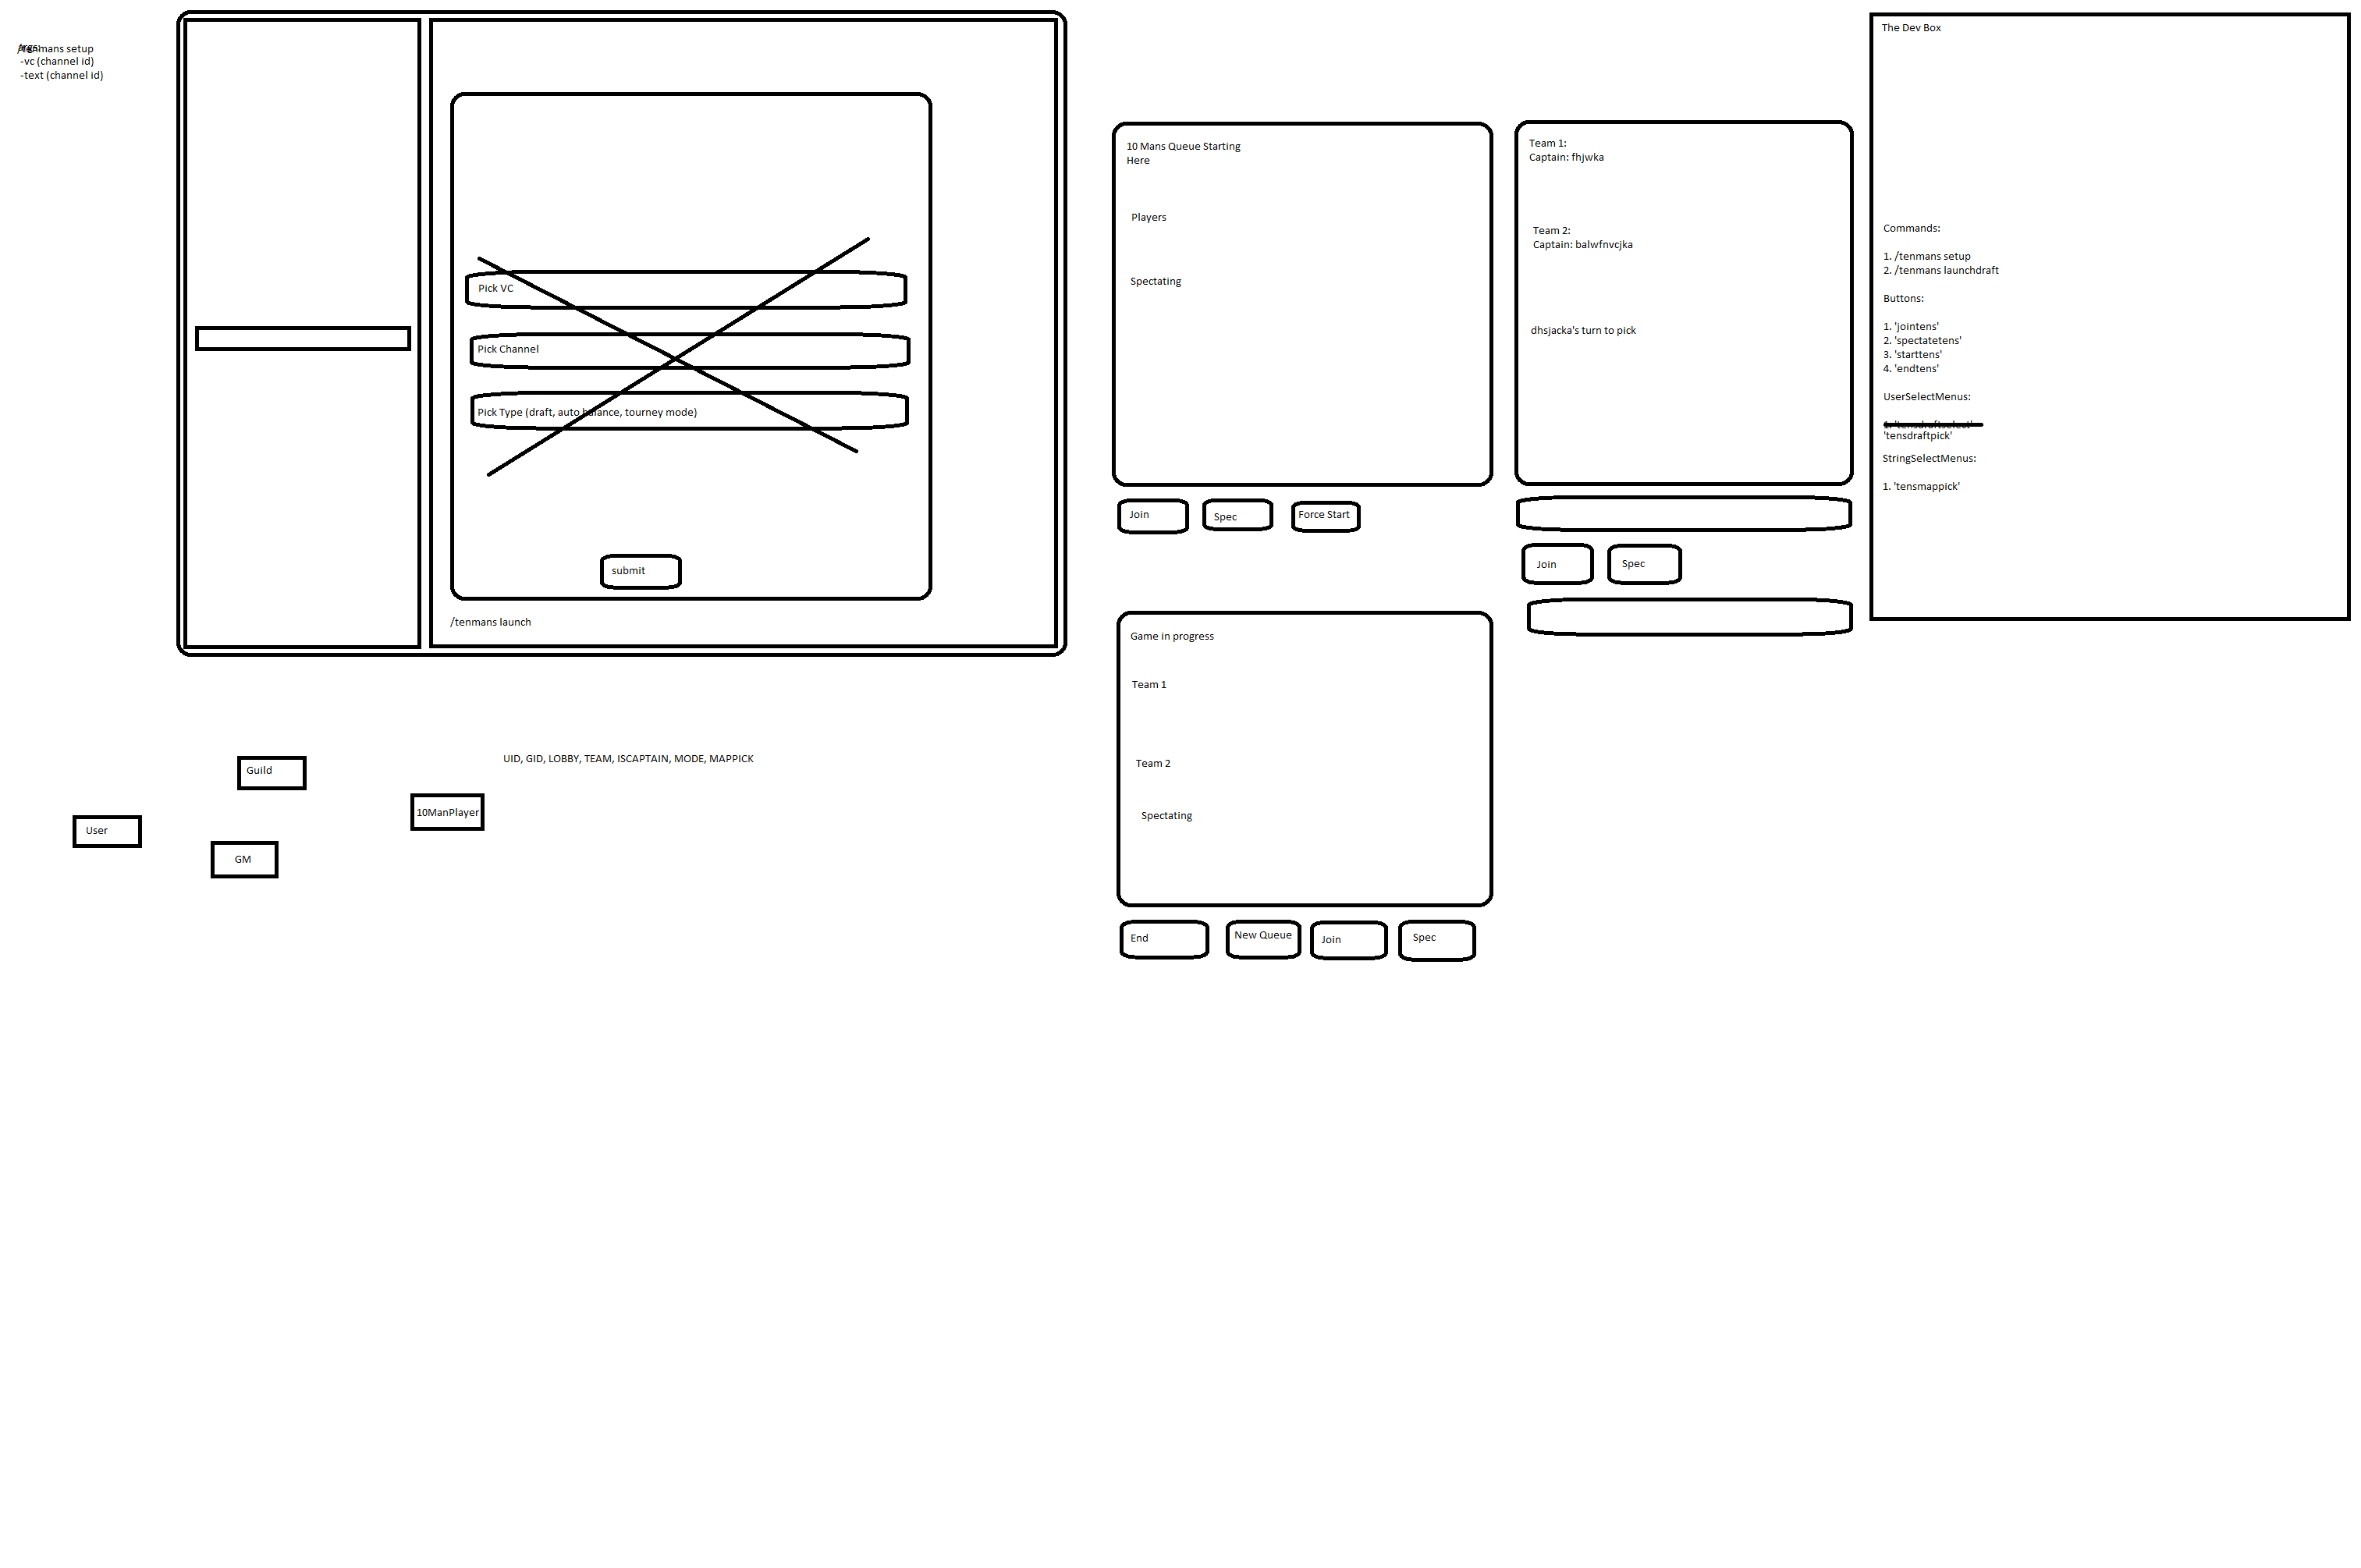 /tenmans setup
-vc (channel id)
-text (channel id)
Pick VC
Pick Channel
Pick Type (draft, auto balance, tourney mode)
submit
/tenmans launch
10 Mans Queue Starting
Here
Players
Spectating
Join
Spec
Force Start
Team 1:
Captain: fhjwka
Team 2:
Captain: balwfnvcjka
dhsjacka's turn to pick
Join
Spec
Game in progress
Team 1
Team 2
Spectating
End
New Queue
Join
Spec
The Dev Box
Commands:
1. /tenmans setup
2. /tenmans launchdraft
Buttons:
1. 'jointens'
2. 'spectatetens'
3. 'starttens'
4. 'endtens'
UserSelectMenus:
1. 'tensdraftselect'
'tensdraftpick'
StringSelectMenus:
1. 'tensmappick'
UID, GID, LOBBY, TEAM, ISCAPTAIN, MODE, MAPPICK
Guild
10ManPlayer
User
GM